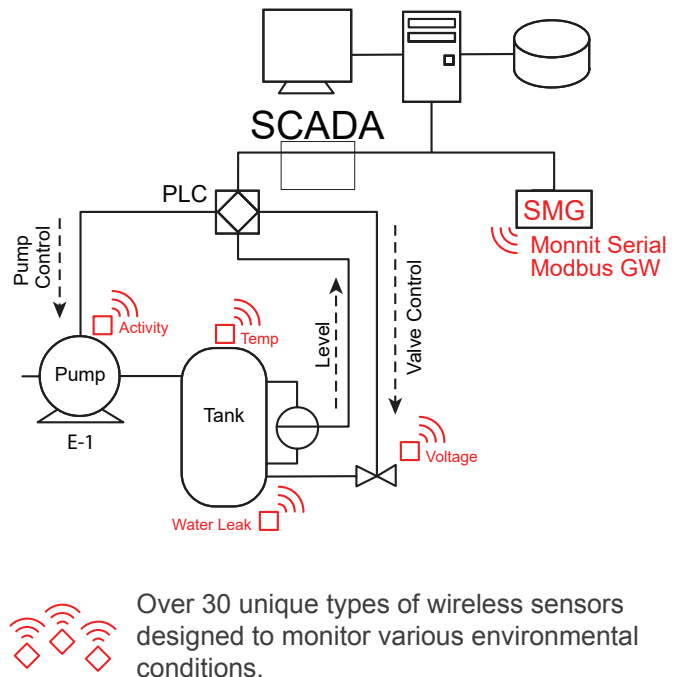 SCADA
PLC
SMG
Monnit Serial
Modbus GW
Pump
Control
Activity
Temp
Level
Valve Control
Pump
Tank
E-1
Voltage
Water Leak
Over 30 unique types of wireless sensors
designed to monitor various environmental
conditions.